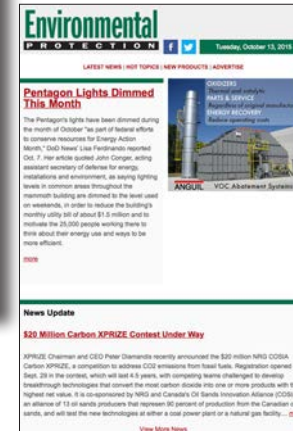 Environmental
PROTECTION
Tuesday, October 13, 2015
LATEST NEWS | HOT TOPICS | NEW PRODUCTS | ADVERTISE
Pentagon Lights Dimmed
This Month
The Pentagon's lights have been dimmed during
the month of October "as part of federal efforts
to conserve resources for Energy Action
Month," DoD News' Lisa Ferdinando reported
Oct. 7. Her article quoted John Conger, acting
assistant secretary of defense for energy,
installations and environment, as saying lighting
levels in common areas throughout the
mammoth building are dimmed to the level used
on weekends, in order to reduce the building's
monthly utility bill of about $1.5 million and to
motivate the 25,000 people working there to
think about their energy use and ways to be
more efficient.
more
OXIDIZERS
Thermal and catalytic
PARTS & SERVICE
Regardless of original manufacturer
ENERGY RECOVERY
Reduce operating costs
ANGUIL VOC Abatement Systems
News Update
$20 Million Carbon XPRIZE Contest Under Way
XPRIZE Chairman and CEO Peter Diamandis recently announced the $20 million NRG COSIA
Carbon XPRIZE, a competition to address CO2 emissions from fossil fuels. Registration opened
Sept. 29 in the contest, which will last 4.5 years, with competing teams challenged to develop
breakthrough technologies that convert the most carbon dioxide into one or more products with the
highest net value. It is co-sponsored by NRG and Canada's Oil Sands Innovation Alliance (COSIA),
an alliance of 13 oil sands producers that represent 90 percent of production from the Canadian oil
sands, and will test the new technologies at either a coal power plant or a natural gas facility....
View More News